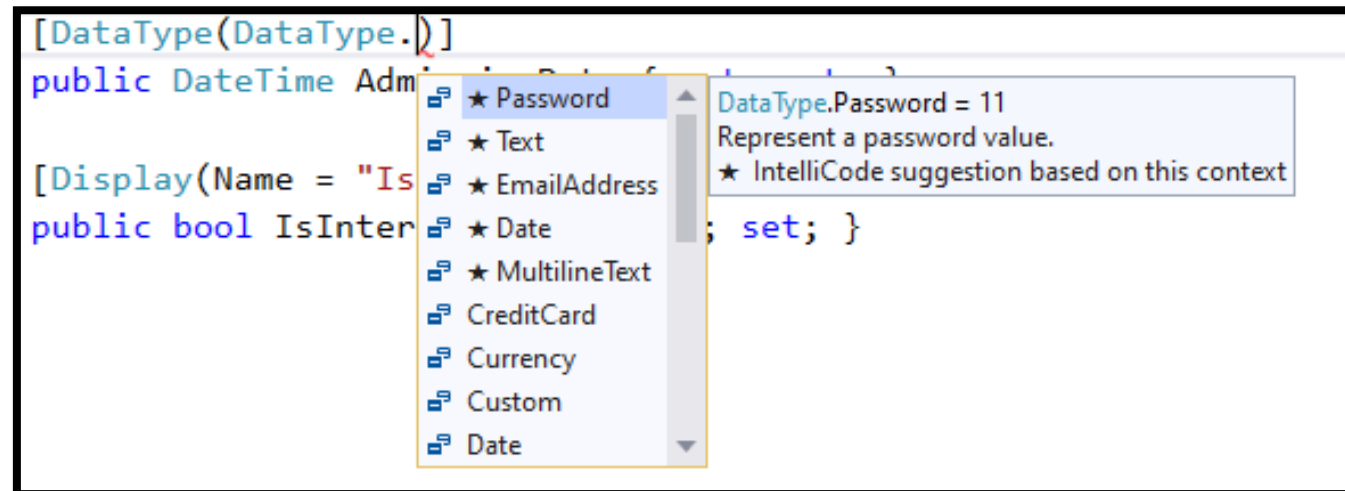 [DataType(DataType.)]
public DateTime Adm
[Display(Name = "Is
public bool IsInter ; set; }
★ Password
★ Text
★ EmailAddress
★ Date
★ MultilineText
CreditCard
Currency
Custom
Date
DataType.Password = 11
Represent a password value.
★ IntelliCode suggestion based on this context